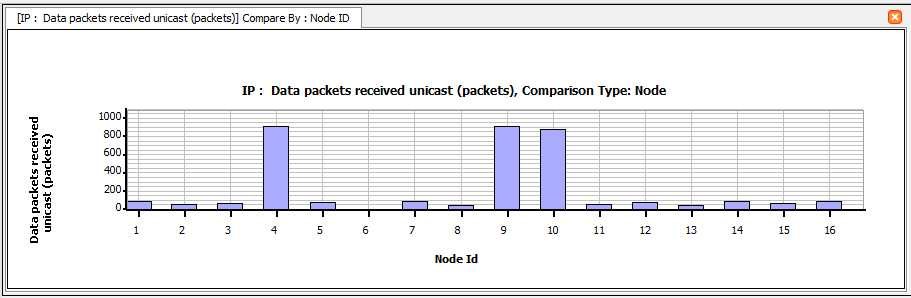 [IP :  Data packets received unicast (packets)] Compare By : Node ID
IP :  Data packets received unicast (packets), Comparison Type: Node
Data packets received
unicast (packets)
1000
800
600
400
200
0
1 2 3 4 5 6 7 8 9 10 11 12 13 14 15 16
Node Id